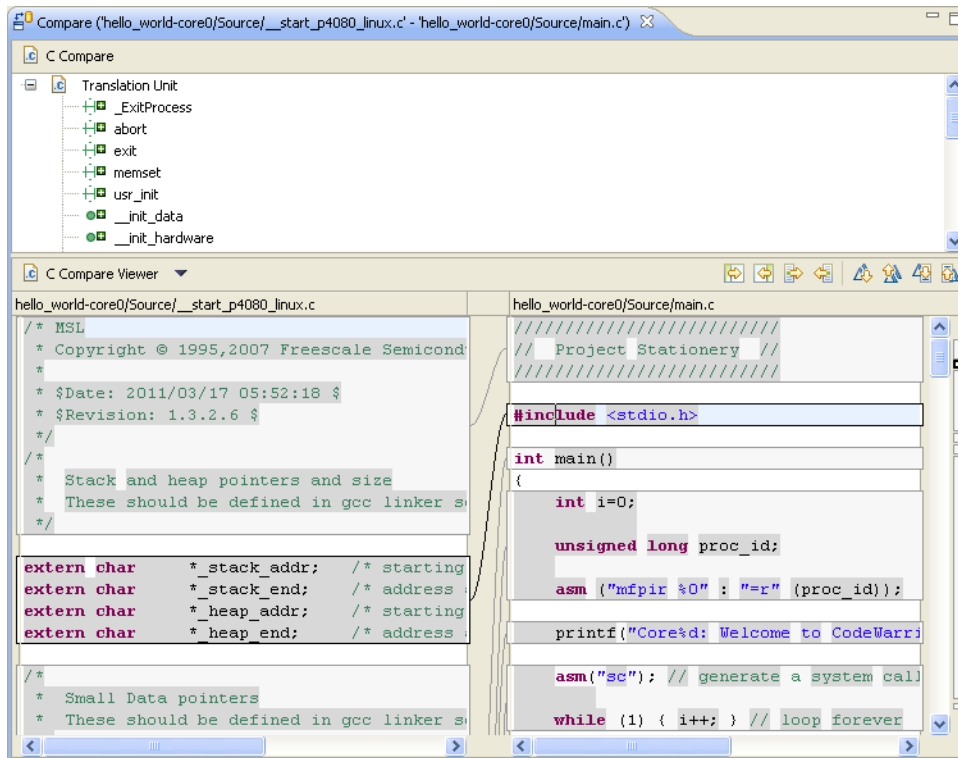 Compare ('hello_world-core0/Source/__start_p4080_linux.c' - 'hello_world-core0/Source/main.c')
C Compare
Translation Unit
_ExitProcess
abort
exit
memset
usr_init
__init_data
__init_hardware
C Compare Viewer
hello_world-core0/Source/__start_p4080_linux.c
/* MSL
* Copyright © 1995,2007 Freescale Semicond
*
* $Date: 2011/03/17 05:52:18 $
* $Revision: 1.3.2.6 $
*/
/*
*  Stack and heap pointers and size
*  These should be defined in gcc linker s
*/
extern char     *_stack_addr;   /* starting
extern char     *_stack_end;    /* address
extern char     *_heap_addr;    /* starting
extern char     *_heap_end;     /* address
/*
*  Small Data pointers
*  These should be defined in gcc linker s
hello_world-core0/Source/main.c
//////////////////////////
//  Project Stationery  //
//////////////////////////
#include <stdio.h>
int main()
{
int i=0;
unsigned long proc_id;
asm ("mfpir %0" : "=r" (proc_id));
printf("Core%d: Welcome to CodeWarri
asm("sc"); // generate a system call
while (1) { i++; } // loop forever